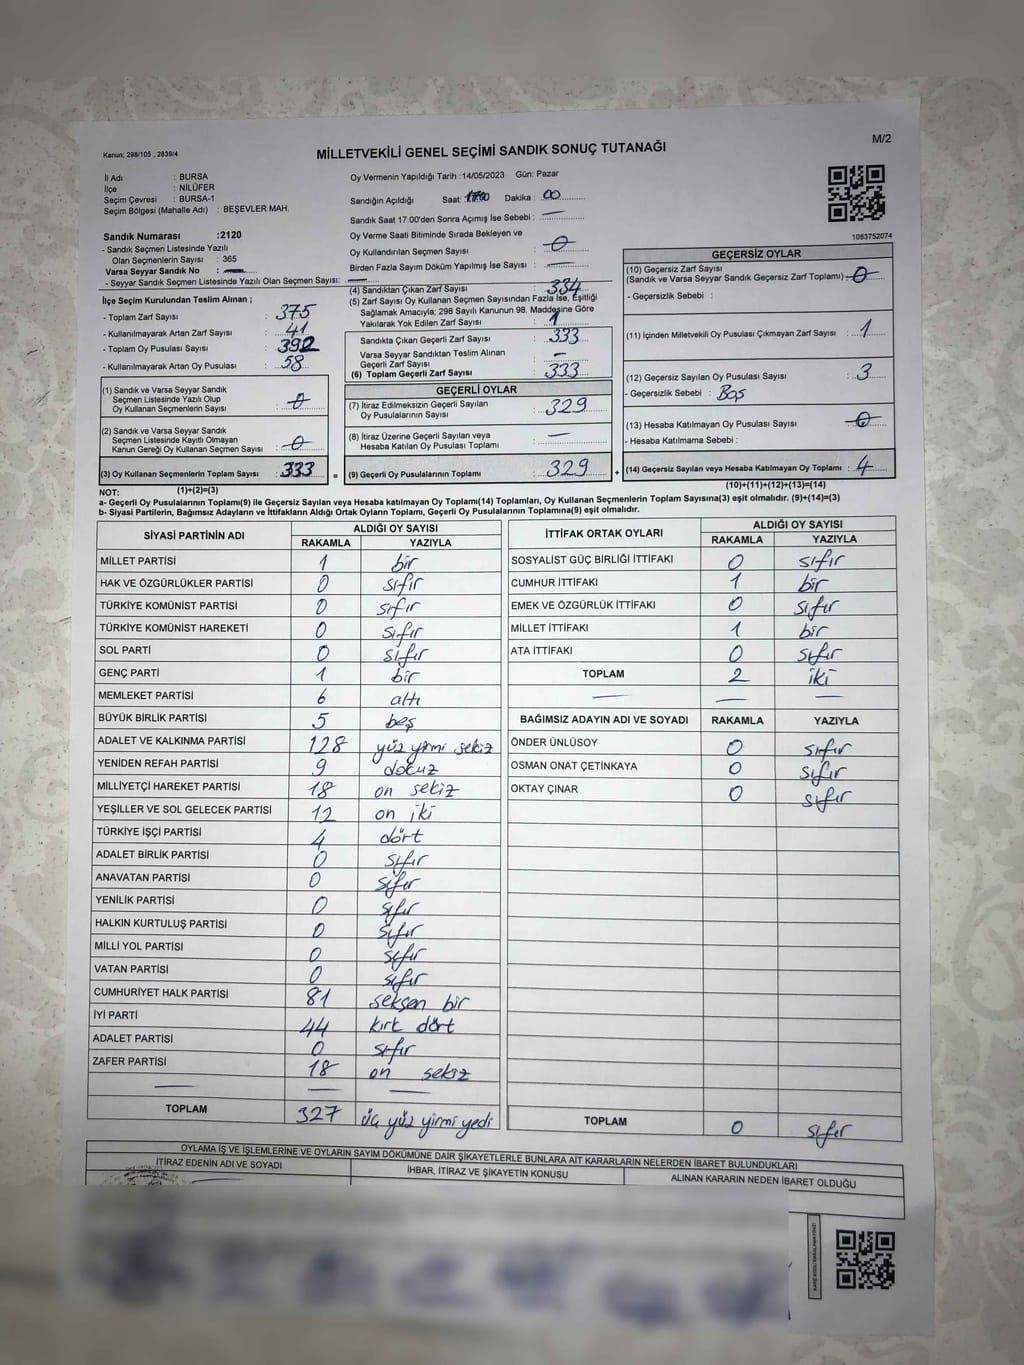 Kanun; 298/105 , 2839/4
M/2
MİLLETVEKİLİ GENEL SEÇİMİ SANDIK SONUÇ TUTANAĞI
İl Adı : BURSA
İlçe : NİLÜFER
Seçim Çevresi : BURSA-1
Seçim Bölgesi (Mahalle Adı) : BEŞEVLER MAH.
Sandık Numarası :2120
- Sandık Seçmen Listesinde Yazılı
Olan Seçmenlerin Sayısı : 365
Varsa Seyyar Sandık No : —
- Seyyar Sandık Seçmen Listesinde Yazılı Olan Seçmen Sayısı: —
Oy Vermenin Yapıldığı Tarih :14/05/2023 Gün: Pazar
Sandığın Açıldığı Saat: 17.00 Dakika : 00
Sandık Saat 17.00'den Sonra Açımış İse Sebebi : —
Oy Verme Saati Bitiminde Sırada Bekleyen ve
Oy Kullandırılan Seçmen Sayısı : 0
Birden Fazla Sayım Döküm Yapılmış İse Sayısı : —
1083752074
İlçe Seçim Kurulundan Teslim Alınan ;
- Toplam Zarf Sayısı : 375
- Kullanılmayarak Artan Zarf Sayısı : 41
- Toplam Oy Pusulası Sayısı : 392
- Kullanılmayarak Artan Oy Pusulası : 58
(4) Sandıktan Çıkan Zarf Sayısı : 334
(5) Zarf Sayısı Oy Kullanan Seçmen Sayısından Fazla İse, Eşitliği
Sağlamak Amacıyla; 298 Sayılı Kanunun 98. Maddesine Göre
Yakılarak Yok Edilen Zarf Sayısı : 1
Sandıkta Çıkan Geçerli Zarf Sayısı : 333
Varsa Seyyar Sandıktan Teslim Alınan
Geçerli Zarf Sayısı : —
(6) Toplam Geçerli Zarf Sayısı : 333
GEÇERSİZ OYLAR
(10) Geçersiz Zarf Sayısı
(Sandık ve Varsa Seyyar Sandık Geçersiz Zarf Toplamı) : 0
- Geçersizlik Sebebi :
(11) İçinden Milletvekili Oy Pusulası Çıkmayan Zarf Sayısı : 1
(12) Geçersiz Sayılan Oy Pusulası Sayısı : 3
- Geçersizlik Sebebi : Boş
(13) Hesaba Katılmayan Oy Pusulası Sayısı : 0
- Hesaba Katılmama Sebebi :
(14) Geçersiz Sayılan veya Hesaba Katılmayan Oy Toplamı : 4
(10)+(11)+(12)+(13)=(14)
(1) Sandık ve Varsa Seyyar Sandık
Seçmen Listesinde Yazılı Olup
Oy Kullanan Seçmenlerin Sayısı : 0
(2) Sandık ve Varsa Seyyar Sandık
Seçmen Listesinde Kayıtlı Olmayan
Kanun Gereği Oy Kullanan Seçmen Sayısı : 0
(3) Oy Kullanan Seçmenlerin Toplam Sayısı : 333 =
(1)+(2)=(3)
GEÇERLİ OYLAR
(7) İtiraz Edilmeksizin Geçerli Sayılan
Oy Pusulalarının Sayısı : 329
(8) İtiraz Üzerine Geçerli Sayılan veya
Hesaba Katılan Oy Pusulası Toplamı : —
(9) Geçerli Oy Pusulalarının Toplamı : 329 +
NOT:
a- Geçerli Oy Pusulalarının Toplamı(9) ile Geçersiz Sayılan veya Hesaba katılmayan Oy Toplamı(14) Toplamları, Oy Kullanan Seçmenlerin Toplam Sayısına(3) eşit olmalıdır. (9)+(14)=(3)
b- Siyasi Partilerin, Bağımsız Adayların ve İttifakların Aldığı Ortak Oyların Toplamı, Geçerli Oy Pusulalarının Toplamına(9) eşit olmalıdır.
SİYASİ PARTİNİN ADI ALDIĞI OY SAYISI
RAKAMLA YAZIYLA
MİLLET PARTİSİ 1 bir
HAK VE ÖZGÜRLÜKLER PARTİSİ 0 sıfır
TÜRKİYE KOMÜNİST PARTİSİ 0 sıfır
TÜRKİYE KOMÜNİST HAREKETİ 0 sıfır
SOL PARTİ 0 sıfır
GENÇ PARTİ 1 bir
MEMLEKET PARTİSİ 6 altı
BÜYÜK BİRLİK PARTİSİ 5 beş
ADALET VE KALKINMA PARTİSİ 128 yüz yirmi sekiz
YENİDEN REFAH PARTİSİ 9 dokuz
MİLLİYETÇİ HAREKET PARTİSİ 18 on sekiz
YEŞİLLER VE SOL GELECEK PARTİSİ 12 on iki
TÜRKİYE İŞÇİ PARTİSİ 4 dört
ADALET BİRLİK PARTİSİ 0 sıfır
ANAVATAN PARTİSİ 0 sıfır
YENİLİK PARTİSİ 0 sıfır
HALKIN KURTULUŞ PARTİSİ 0 sıfır
MİLLİ YOL PARTİSİ 0 sıfır
VATAN PARTİSİ 0 sıfır
CUMHURİYET HALK PARTİSİ 81 seksen bir
İYİ PARTİ 44 kırk dört
ADALET PARTİSİ 0 sıfır
ZAFER PARTİSİ 18 on sekiz
— — —
TOPLAM 327 üç yüz yirmi yedi
İTTİFAK ORTAK OYLARI ALDIĞI OY SAYISI
RAKAMLA YAZIYLA
SOSYALİST GÜÇ BİRLİĞİ İTTİFAKI 0 sıfır
CUMHUR İTTİFAKI 1 bir
EMEK VE ÖZGÜRLÜK İTTİFAKI 0 sıfır
MİLLET İTTİFAKI 1 bir
ATA İTTİFAKI 0 sıfır
TOPLAM 2 iki
— — —
BAĞIMSIZ ADAYIN ADI VE SOYADI RAKAMLA YAZIYLA
ÖNDER ÜNLÜSOY 0 sıfır
OSMAN ONAT ÇETİNKAYA 0 sıfır
OKTAY ÇINAR 0 sıfır
TOPLAM 0 sıfır
OYLAMA İŞ VE İŞLEMLERİNE VE OYLARIN SAYIM DÖKÜMÜNE DAİR ŞİKAYETLERLE BUNLARA AİT KARARLARIN NELERDEN İBARET BULUNDUKLARI
İTİRAZ EDENİN ADI VE SOYADI İHBAR, İTİRAZ VE ŞİKAYETİN KONUSU ALINAN KARARIN NEDEN İBARET OLDUĞU